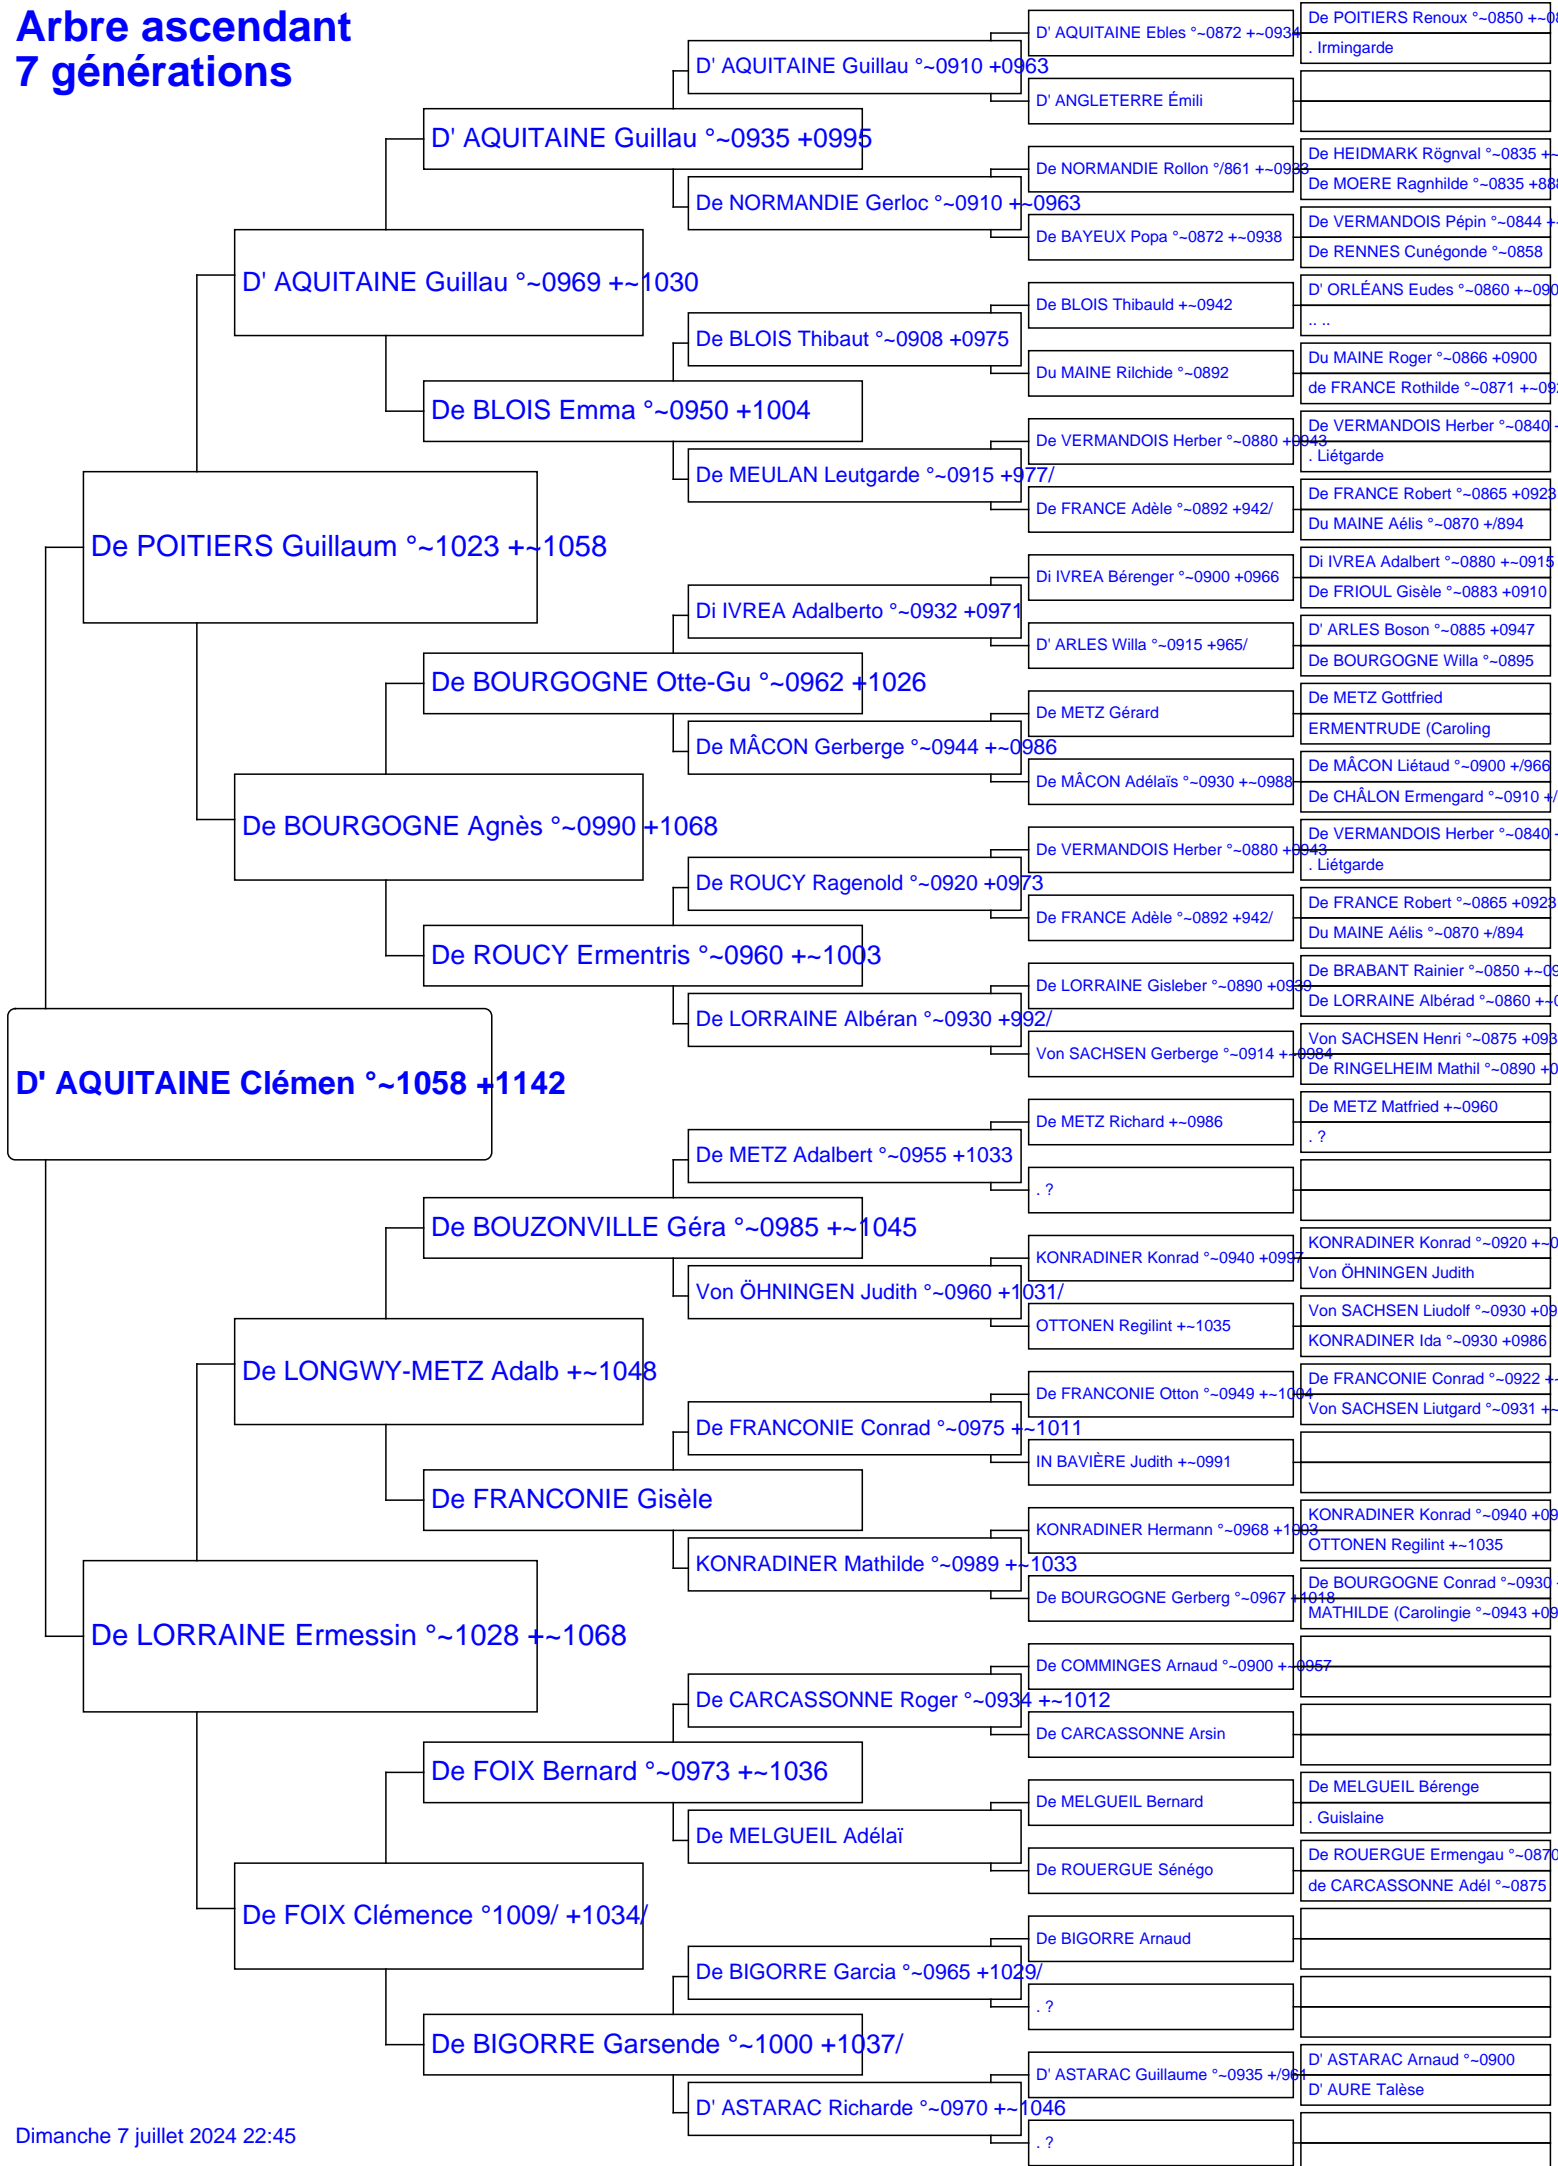 Arbre ascendant
7 générations
D' AQUITAINE Clémen °~1058 +1142
De POITIERS Guillaum °~1023 +~1058
De LORRAINE Ermessin °~1028 +~1068
D' AQUITAINE Guillau °~0969 +~1030
De BOURGOGNE Agnès °~0990 +1068
De LONGWY-METZ Adalb +~1048
De FOIX Clémence °1009/ +1034/
D' AQUITAINE Guillau °~0935 +0995
De BLOIS Emma °~0950 +1004
De BOURGOGNE Otte-Gu °~0962 +1026
De ROUCY Ermentris °~0960 +~1003
De BOUZONVILLE Géra °~0985 +~1045
De FRANCONIE Gisèle
De FOIX Bernard °~0973 +~1036
De BIGORRE Garsende °~1000 +1037/
D' AQUITAINE Guillau °~0910 +0963
De NORMANDIE Gerloc °~0910 +~0963
De BLOIS Thibaut °~0908 +0975
De MEULAN Leutgarde °~0915 +977/
Di IVREA Adalberto °~0932 +0971
De MÂCON Gerberge °~0944 +~0986
De ROUCY Ragenold °~0920 +0973
De LORRAINE Albéran °~0930 +992/
De METZ Adalbert °~0955 +1033
Von ÖHNINGEN Judith °~0960 +1031/
De FRANCONIE Conrad °~0975 +~1011
KONRADINER Mathilde °~0989 +~1033
De CARCASSONNE Roger °~0934 +~1012
De MELGUEIL Adélaï
De BIGORRE Garcia °~0965 +1029/
D' ASTARAC Richarde °~0970 +~1046
D' AQUITAINE Ebles °~0872 +~0934
D' ANGLETERRE Émili
De NORMANDIE Rollon °/861 +~0933
De BAYEUX Popa °~0872 +~0938
De BLOIS Thibauld +~0942
Du MAINE Rilchide °~0892
De VERMANDOIS Herber °~0880 +0943
De FRANCE Adèle °~0892 +942/
Di IVREA Bérenger °~0900 +0966
D' ARLES Willa °~0915 +965/
De METZ Gérard
De MÂCON Adélaïs °~0930 +~0988
De VERMANDOIS Herber °~0880 +0943
De FRANCE Adèle °~0892 +942/
De LORRAINE Gisleber °~0890 +0939
Von SACHSEN Gerberge °~0914 +~0984
De METZ Richard +~0986
. ?
KONRADINER Konrad °~0940 +0997
OTTONEN Regilint +~1035
De FRANCONIE Otton °~0949 +~1004
IN BAVIÈRE Judith +~0991
KONRADINER Hermann °~0968 +1003
De BOURGOGNE Gerberg °~0967 +1018
De COMMINGES Arnaud °~0900 +~0957
De CARCASSONNE Arsin
De MELGUEIL Bernard
De ROUERGUE Sénégo
De BIGORRE Arnaud
. ?
D' ASTARAC Guillaume °~0935 +/961
. ?
De POITIERS Renoux °~0850 +~08
. Irmingarde
De HEIDMARK Rögnval °~0835 +~
De MOERE Ragnhilde °~0835 +888
De VERMANDOIS Pépin °~0844 +~
De RENNES Cunégonde °~0858
D' ORLÉANS Eudes °~0860 +~090
.. ..
Du MAINE Roger °~0866 +0900
de FRANCE Rothilde °~0871 +~092
De VERMANDOIS Herber °~0840 +
. Liétgarde
De FRANCE Robert °~0865 +0923
Du MAINE Aélis °~0870 +/894
Di IVREA Adalbert °~0880 +~0915
De FRIOUL Gisèle °~0883 +0910
D' ARLES Boson °~0885 +0947
De BOURGOGNE Willa °~0895
De METZ Gottfried
ERMENTRUDE (Caroling
De MÂCON Liétaud °~0900 +/966
De CHÂLON Ermengard °~0910 +/
De VERMANDOIS Herber °~0840 +
. Liétgarde
De FRANCE Robert °~0865 +0923
Du MAINE Aélis °~0870 +/894
De BRABANT Rainier °~0850 +~09
De LORRAINE Albérad °~0860 +~0
Von SACHSEN Henri °~0875 +093
De RINGELHEIM Mathil °~0890 +0
De METZ Matfried +~0960
. ?
KONRADINER Konrad °~0920 +~0
Von ÖHNINGEN Judith
Von SACHSEN Liudolf °~0930 +09
KONRADINER Ida °~0930 +0986
De FRANCONIE Conrad °~0922 +~
Von SACHSEN Liutgard °~0931 +~
KONRADINER Konrad °~0940 +09
OTTONEN Regilint +~1035
De BOURGOGNE Conrad °~0930 +
MATHILDE (Carolingie °~0943 +09
De MELGUEIL Bérenge
. Guislaine
De ROUERGUE Ermengau °~0870
de CARCASSONNE Adél °~0875
D' ASTARAC Arnaud °~0900
D' AURE Talèse
Dimanche 7 juillet 2024 22:45